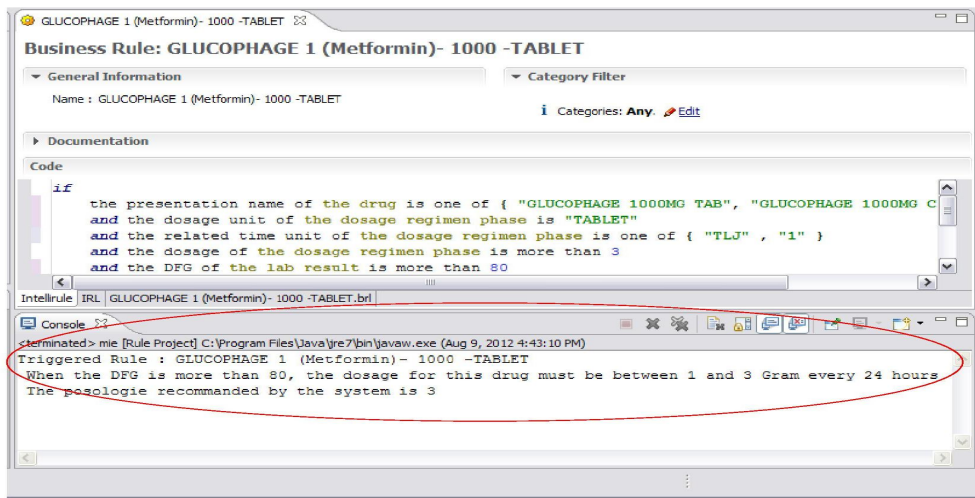 GLUCOPHAGE 1 (Metformin)- 1000 -TABLET
Business Rule: GLUCOPHAGE 1 (Metformin)- 1000 -TABLET
General Information
Category Filter
Name : GLUCOPHAGE 1 (Metformin)- 1000 -TABLET
i Categories: Any. Edit
Documentation
Code
if
the presentation name of the drug is one of { "GLUCOPHAGE 1000MG TAB", "GLUCOPHAGE 1000MG C
and the dosage unit of the dosage regimen phase is "TABLET"
and the related time unit of the dosage regimen phase is one of { "TLJ" , "1" }
and the dosage of the dosage regimen phase is more than 3
and the DFG of the lab result is more than 80
Intellirule IRL GLUCOPHAGE 1 (Metformin)- 1000 -TABLET.brl
Console
<terminated> mie [Rule Project] C:\Program Files\Java\jre7\bin\javaw.exe (Aug 9, 2012 4:43:10 PM)
Triggered Rule : GLUCOPHAGE 1 (Metformin)- 1000 -TABLET
When the DFG is more than 80, the dosage for this drug must be between 1 and 3 Gram every 24 hours
The posologie recommanded by the system is 3